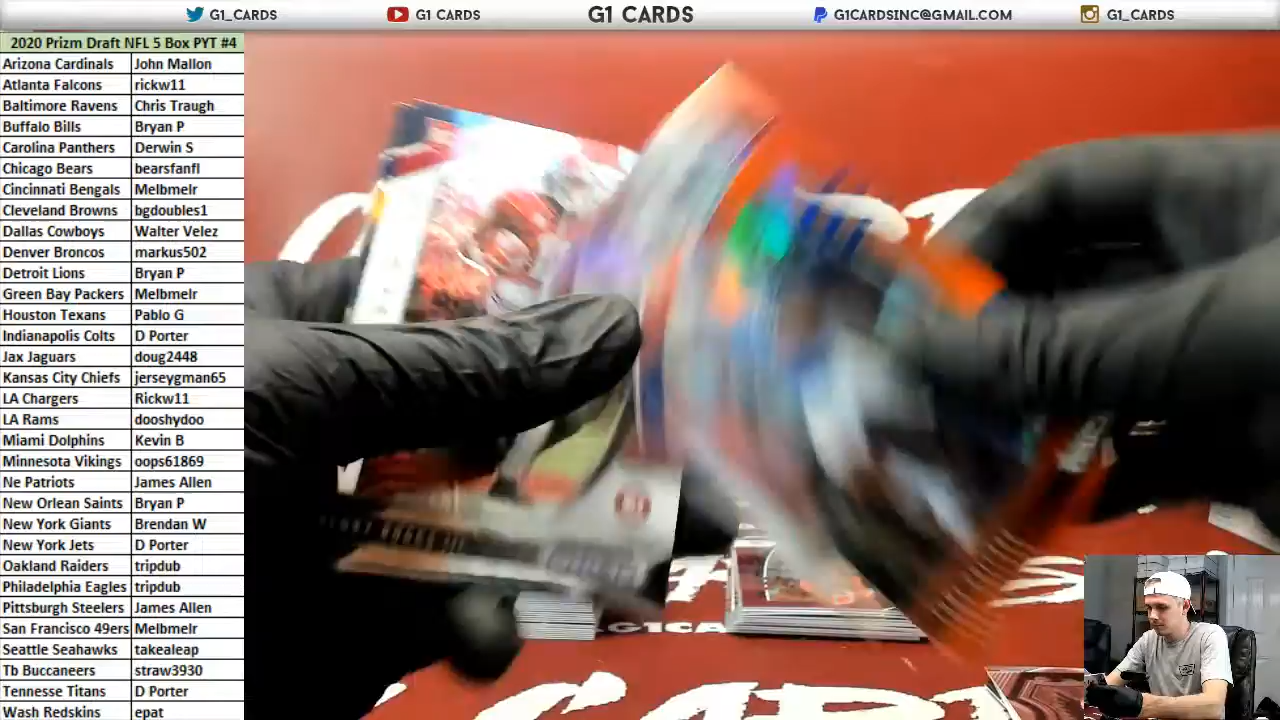 G1_CARDS G1 CARDS G1 CARDS G1CARDSINC@GMAIL.COM G1_CARDS
2020 Prizm Draft NFL 5 Box PYT #4
Arizona Cardinals John Mallon
Atlanta Falcons rickw11
Baltimore Ravens Chris Traugh
Buffalo Bills Bryan P
Carolina Panthers Derwin S
Chicago Bears bearsfanfl
Cincinnati Bengals Melbmelr
Cleveland Browns bgdoubles1
Dallas Cowboys Walter Velez
Denver Broncos markus502
Detroit Lions Bryan P
Green Bay Packers Melbmelr
Houston Texans Pablo G
Indianapolis Colts D Porter
Jax Jaguars doug2448
Kansas City Chiefs jerseygman65
LA Chargers Rickw11
LA Rams dooshydoo
Miami Dolphins Kevin B
Minnesota Vikings oops61869
Ne Patriots James Allen
New Orlean Saints Bryan P
New York Giants Brendan W
New York Jets D Porter
Oakland Raiders tripdub
Philadelphia Eagles tripdub
Pittsburgh Steelers James Allen
San Francisco 49ers Melbmelr
Seattle Seahawks takealeap
Tb Buccaneers straw3930
Tennesse Titans D Porter
Wash Redskins epat
G1CA